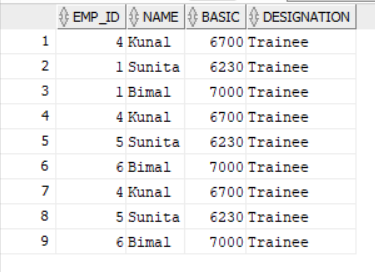 EMP_ID NAME BASIC DESIGNATION
1 4 Kunal 6700 Trainee
2 1 Sunita 6230 Trainee
3 1 Bimal 7000 Trainee
4 4 Kunal 6700 Trainee
5 5 Sunita 6230 Trainee
6 6 Bimal 7000 Trainee
7 4 Kunal 6700 Trainee
8 5 Sunita 6230 Trainee
9 6 Bimal 7000 Trainee